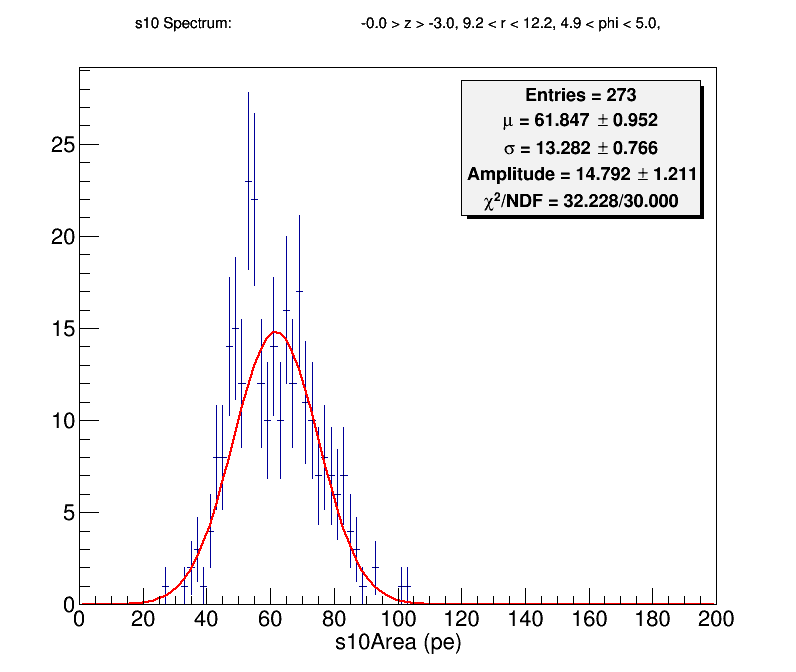 s10 Spectrum: -0.0 > z > -3.0, 9.2 < r < 12.2, 4.9 < phi < 5.0,
Entries = 273
μ = 61.847 ± 0.952
σ = 13.282 ± 0.766
Amplitude = 14.792 ± 1.211
χ²/NDF = 32.228/30.000
25
20
15
10
5
0
0 20 40 60 80 100 120 140 160 180 200
s10Area (pe)